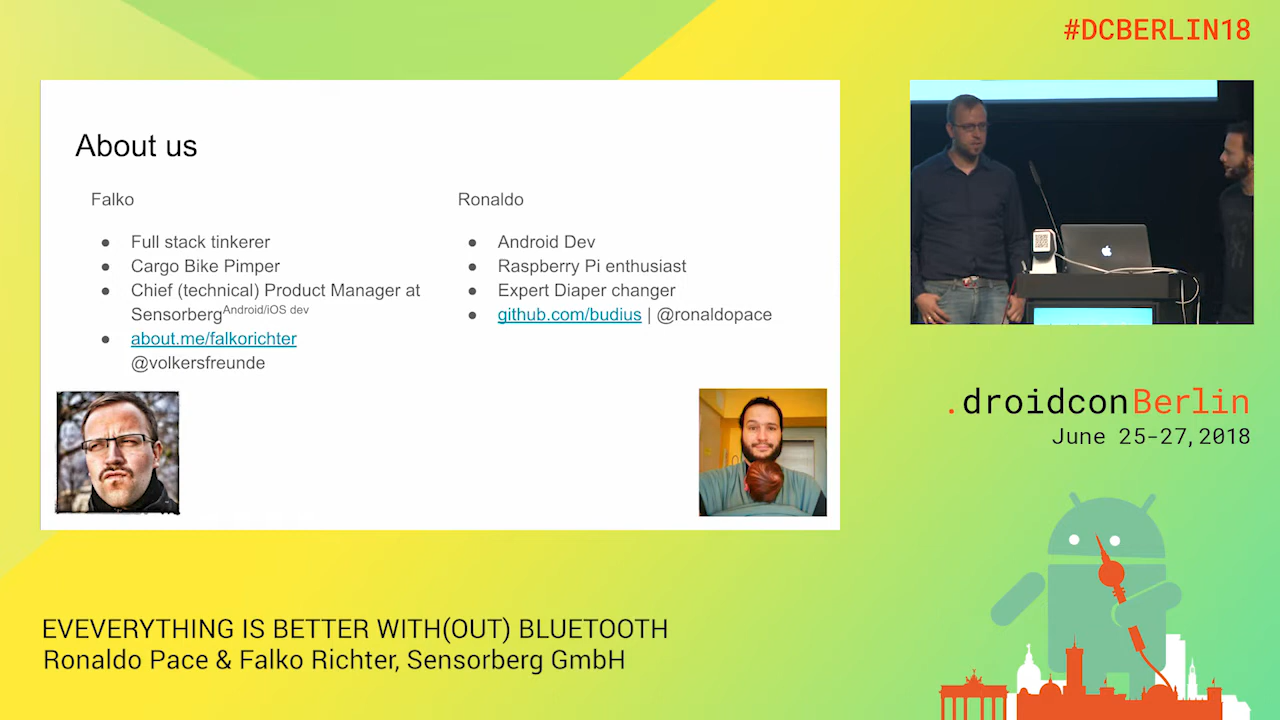 #DCBERLIN18
About us
Falko
● Full stack tinkerer
● Cargo Bike Pimper
● Chief (technical) Product Manager at
Sensorberg Android/iOS dev
● about.me/falkorichter
@volkersfreunde
Ronaldo
● Android Dev
● Raspberry Pi enthusiast
● Expert Diaper changer
● github.com/budius | @ronaldopace
.droidconBerlin
June 25-27,2018
EVEVERYTHING IS BETTER WITH(OUT) BLUETOOTH
Ronaldo Pace & Falko Richter, Sensorberg GmbH